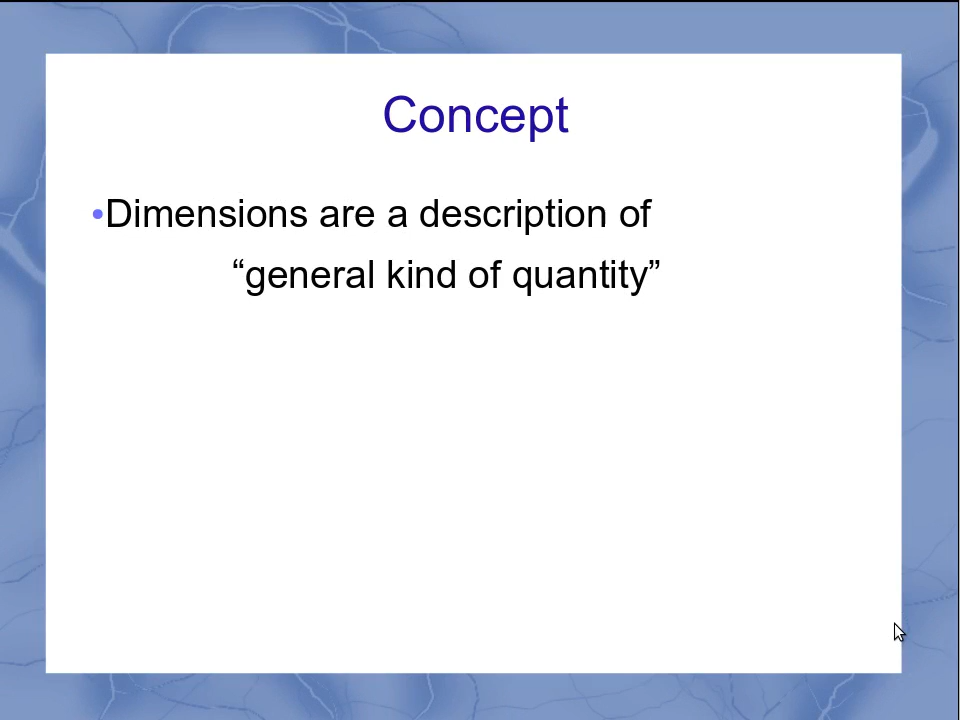 Concept
•Dimensions are a description of
“general kind of quantity”